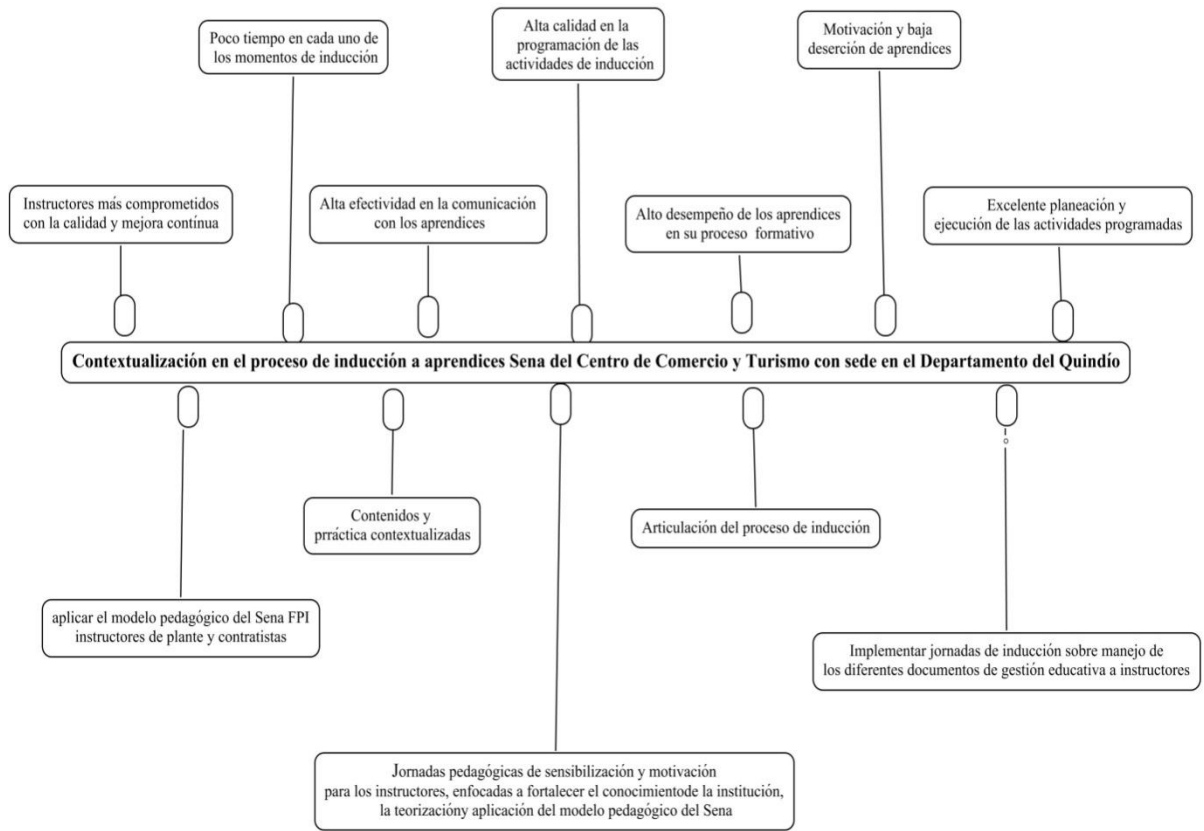 Poco tiempo en cada uno de
los momentos de inducción
Alta calidad en la
programación de las
actividades de inducción
Motivación y baja
deserción de aprendices
Instructores más comprometidos
con la calidad y mejora contínua
Alta efectividad en la comunicación
con los aprendices
Alto desempeño de los aprendices
en su proceso formativo
Excelente planeación y
ejecución de las actividades programadas
Contextualización en el proceso de inducción a aprendices Sena del Centro de Comercio y Turismo con sede en el Departamento del Quindío
Contenidos y
prráctica contextualizadas
Articulación del proceso de inducción
aplicar el modelo pedagógico del Sena FPI
instructores de plante y contratistas
Implementar jornadas de inducción sobre manejo de
los diferentes documentos de gestión educativa a instructores
Jornadas pedagógicas de sensibilización y motivación
para los instructores, enfocadas a fortalecer el conocimientode la institución,
la teorizacióny aplicación del modelo pedagógico del Sena